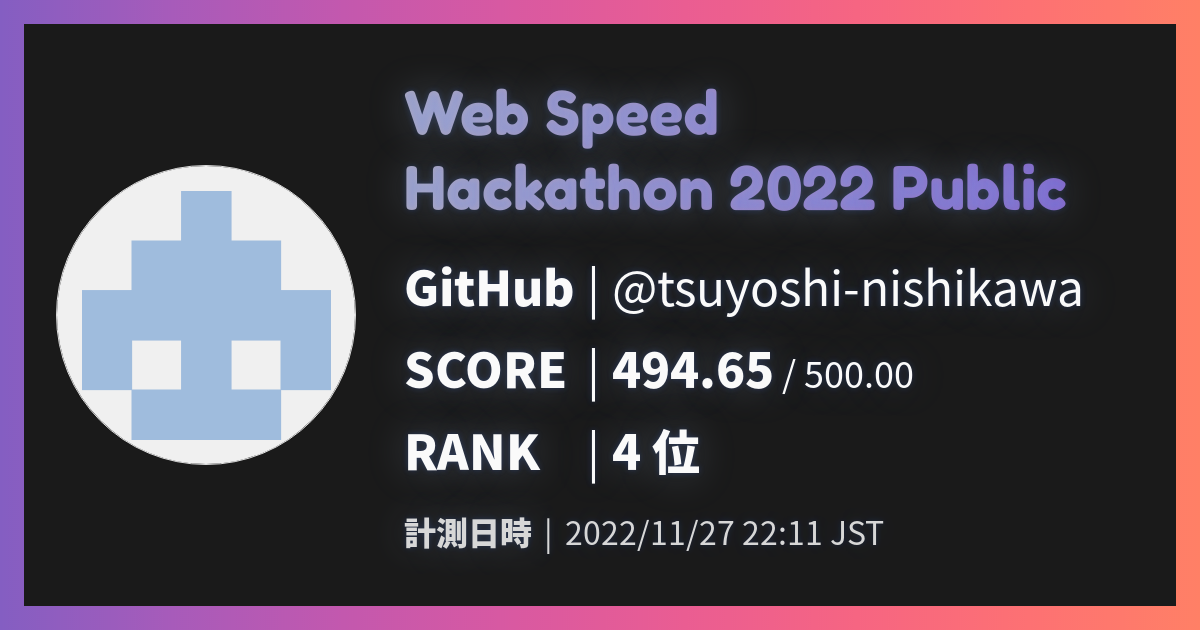 Web Speed
Hackathon 2022 Public
GitHub | @tsuyoshi-nishikawa
SCORE | 494.65 / 500.00
RANK | 4 位
計測日時 | 2022/11/27 22:11 JST